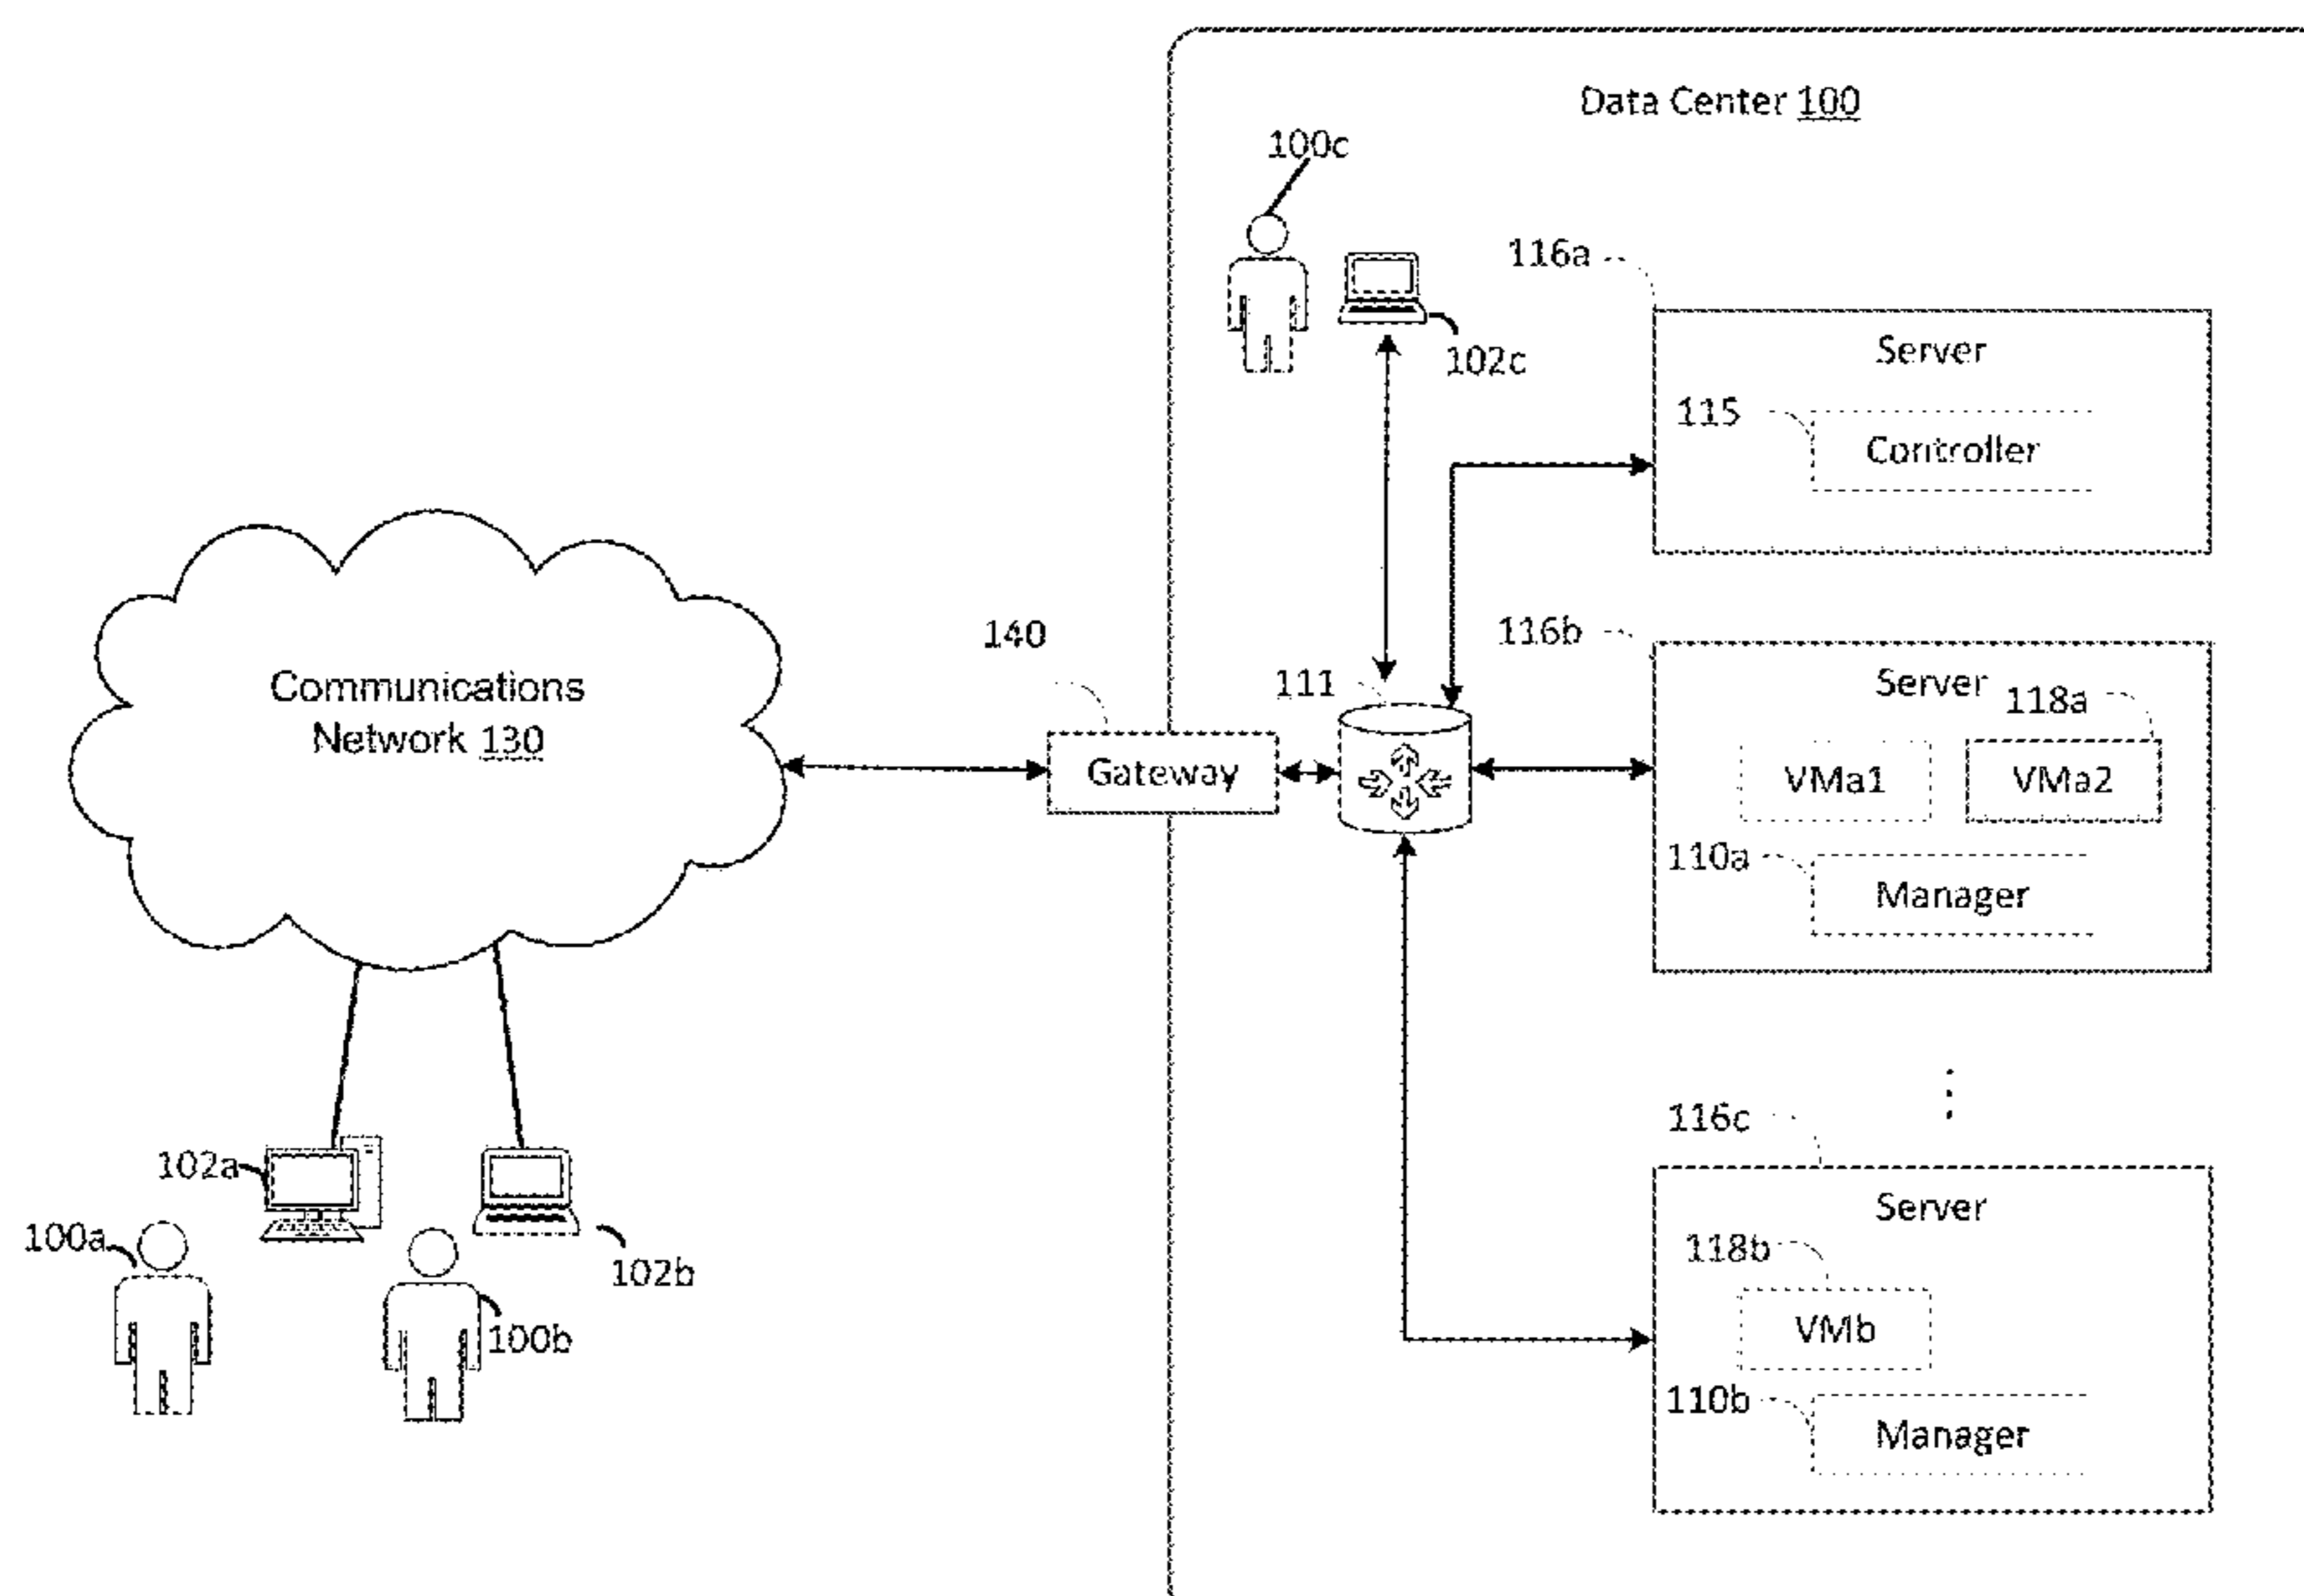 Data Center 100
100c
116a
Server
102c
115
Controller
Communications
Network 130
140
Gateway
111
116b
Server
118a
VMa1
VMa2
110a
Manager
102a
100a
102b
100b
116c
Server
118b
VMb
110b
Manager